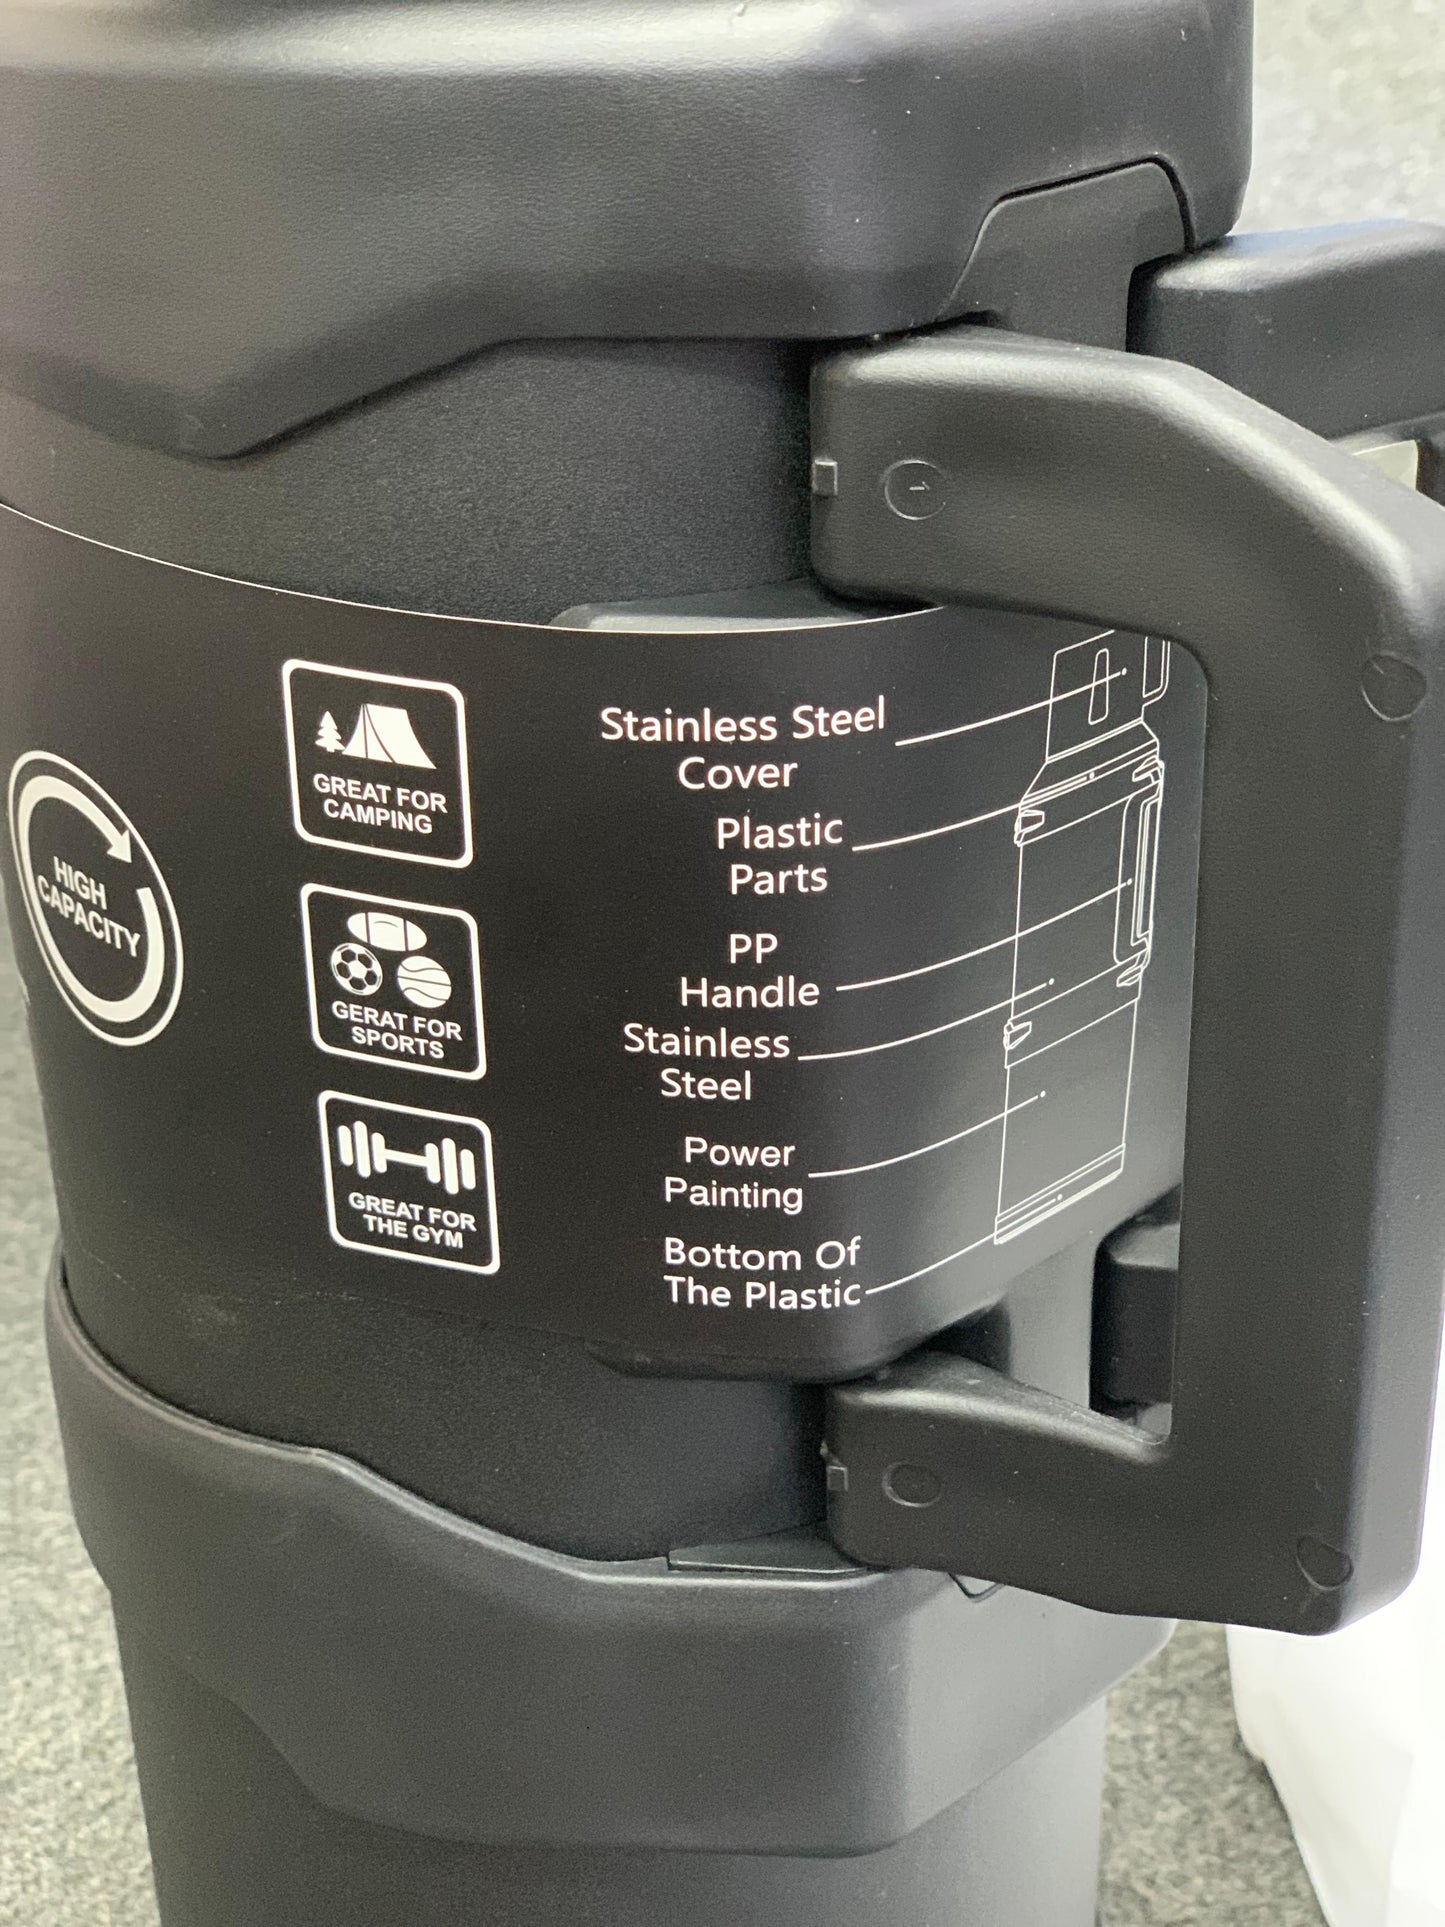 HIGH
CAPACITY
GREAT FOR
CAMPING
GERAT FOR
SPORTS
GREAT FOR
THE GYM
Stainless Steel
Cover
Plastic
Parts
PP
Handle
Stainless
Steel
Power
Painting
Bottom Of
The Plastic
1